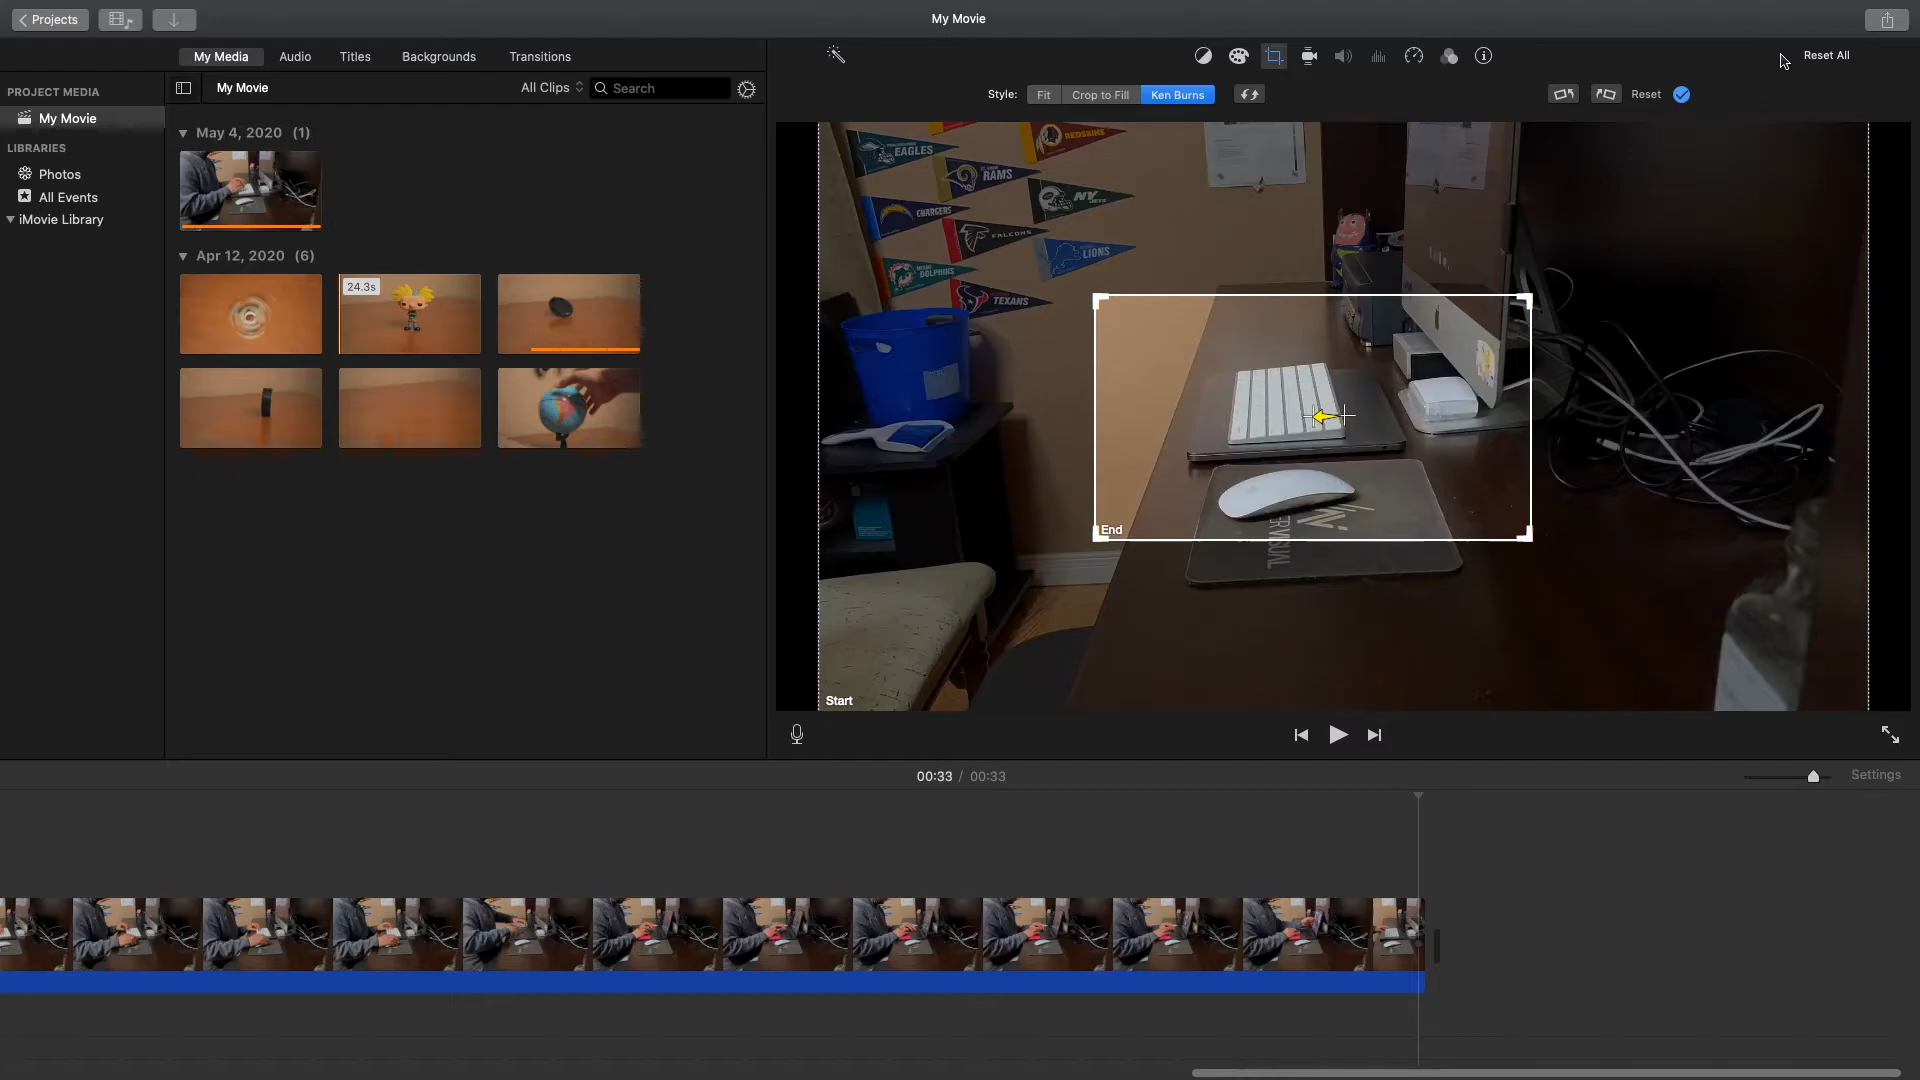 Projects
My Movie
My Media
Audio
Titles
Backgrounds
Transitions
Reset All
PROJECT MEDIA
My Movie
All Clips
Search
Style:
Fit
Crop to Fill
Ken Burns
Reset
My Movie
LIBRARIES
Photos
All Events
iMovie Library
May 4, 2020 (1)
Apr 12, 2020 (6)
24.3s
EAGLES
REDSKINS
RAMS
NY
JETS
CHARGERS
FALCONS
LIONS
DOLPHINS
TEXANS
End
Start
00:33 / 00:33
Settings